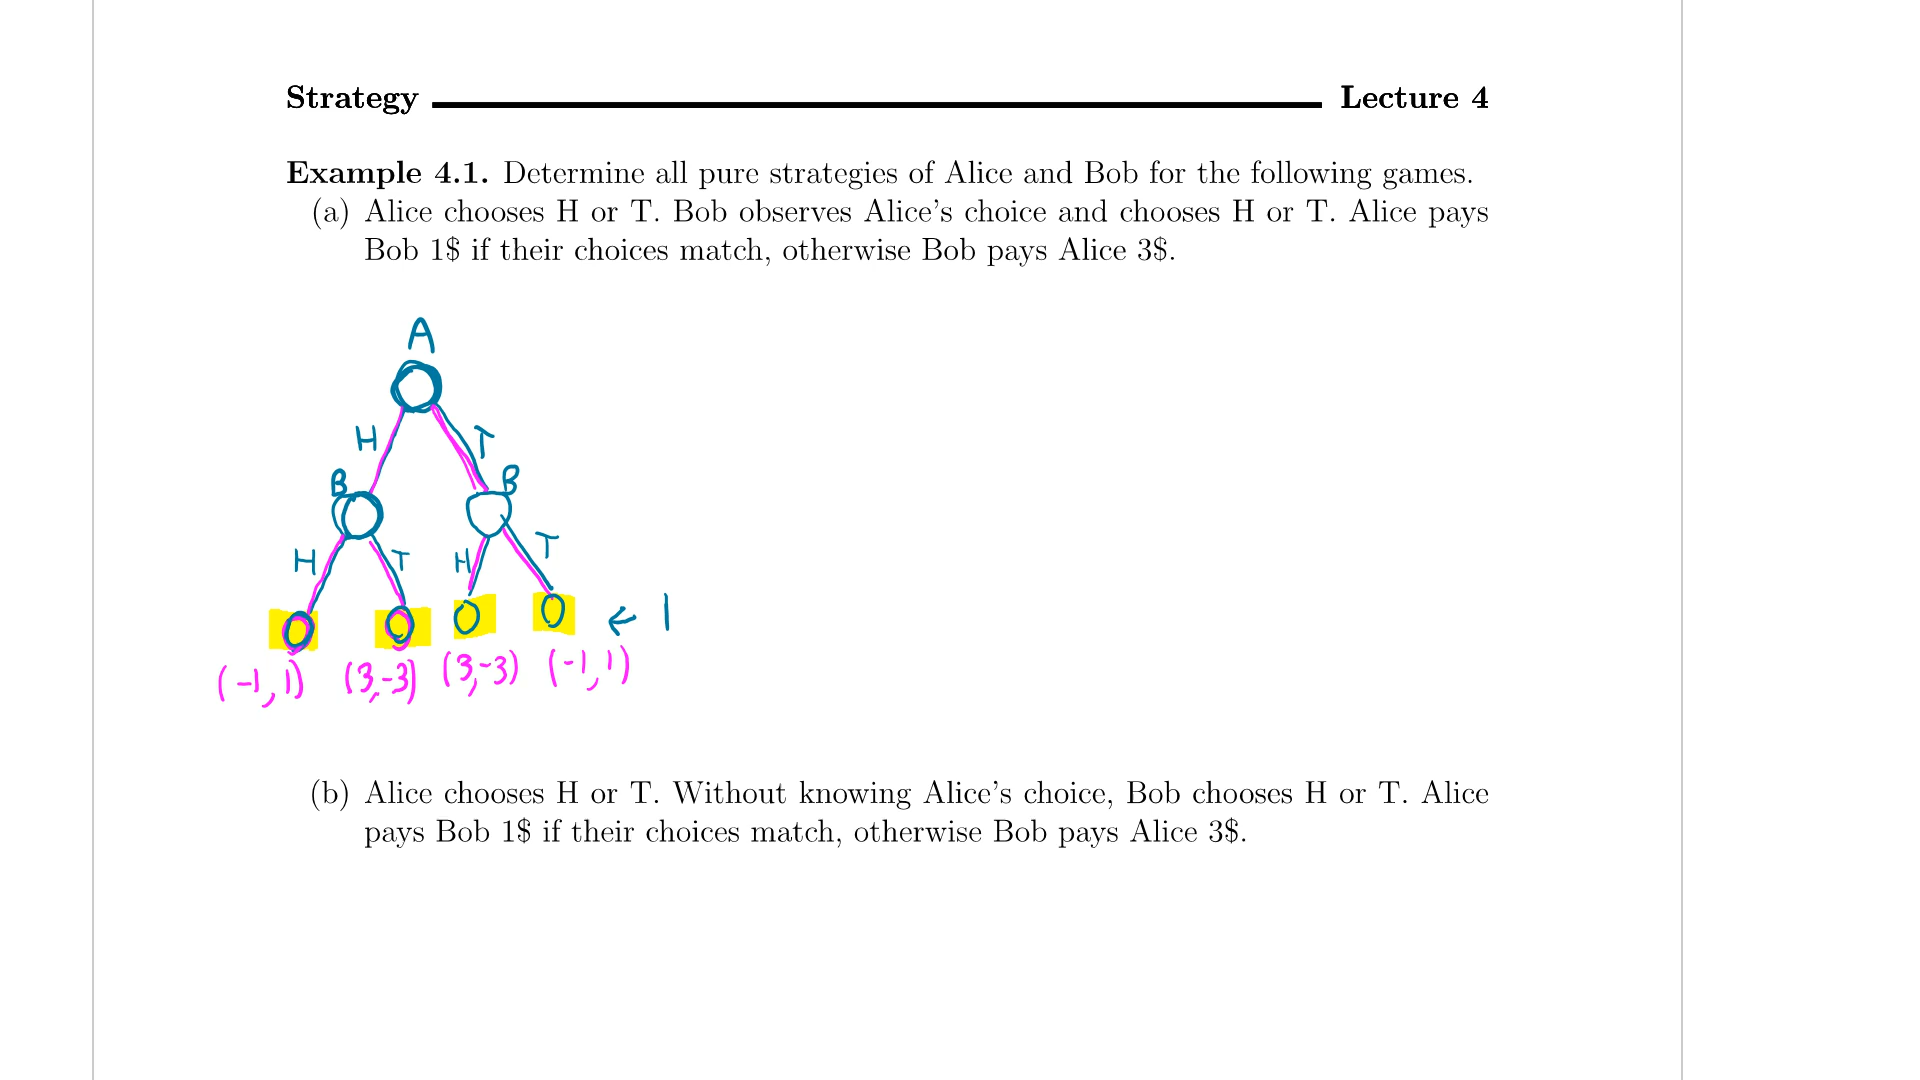 Strategy Lecture 4
Example 4.1. Determine all pure strategies of Alice and Bob for the following games.
(a) Alice chooses H or T. Bob observes Alice's choice and chooses H or T. Alice pays
Bob 1$ if their choices match, otherwise Bob pays Alice 3$.
A
H T
B B
H T H T
← 1
(-1,1) (3,-3) (3,-3) (-1,1)
(b) Alice chooses H or T. Without knowing Alice's choice, Bob chooses H or T. Alice
pays Bob 1$ if their choices match, otherwise Bob pays Alice 3$.